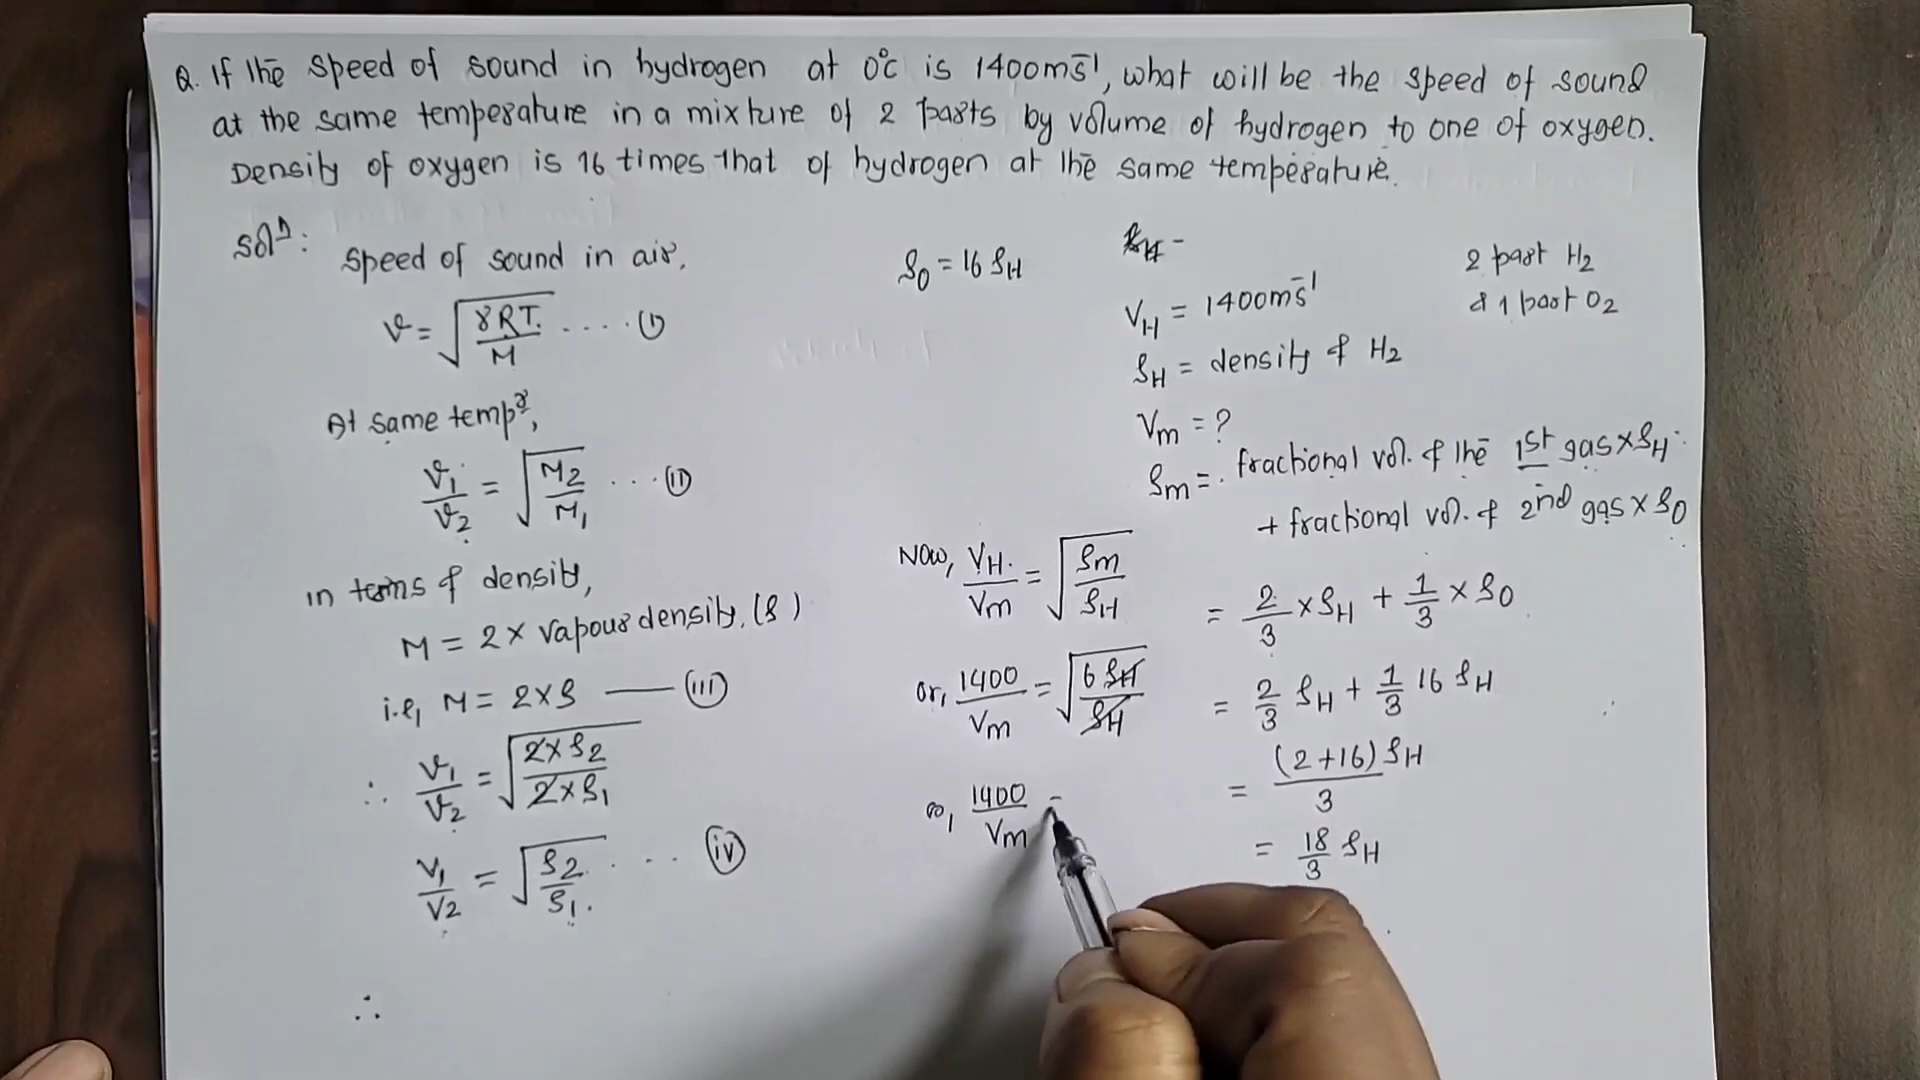 Q. If the speed of sound in hydrogen at 0°c is 1400ms⁻¹, what will be the speed of sound
at the same temperature in a mixture of 2 parts by volume of hydrogen to one of oxygen.
Density of oxygen is 16 times that of hydrogen at the same temperature.
Solⁿ: speed of sound in air,
v = √(γRT/M) ..... (i)
At same tempʳ,
v₁/v₂ = √(M₂/M₁) ... (ii)
in terms of density,
M = 2 × vapour density, (ρ)
i.e, M = 2×ρ —— (iii)
∴ v₁/v₂ = √(2×ρ₂/2×ρ₁)
v₁/v₂ = √(ρ₂/ρ₁) ... (iv)
∴
ρ₀ = 16 ρH
Now, VH/Vm = √(ρm/ρH)
or, 1400/Vm = √(6ρH/ρH)
or, 1400/Vm -
VH = 1400ms⁻¹
ρH = density of H₂
Vm = ?
ρm = fractional vol. of the 1st gas×ρH
+ fractional vol. of 2nd gas×ρ₀
= 2/3 ×ρH + 1/3 × ρ₀
= 2/3 ρH + 1/3 16 ρH
= (2+16)ρH/3
= 18/3 ρH
2 part H₂
& 1 part O₂